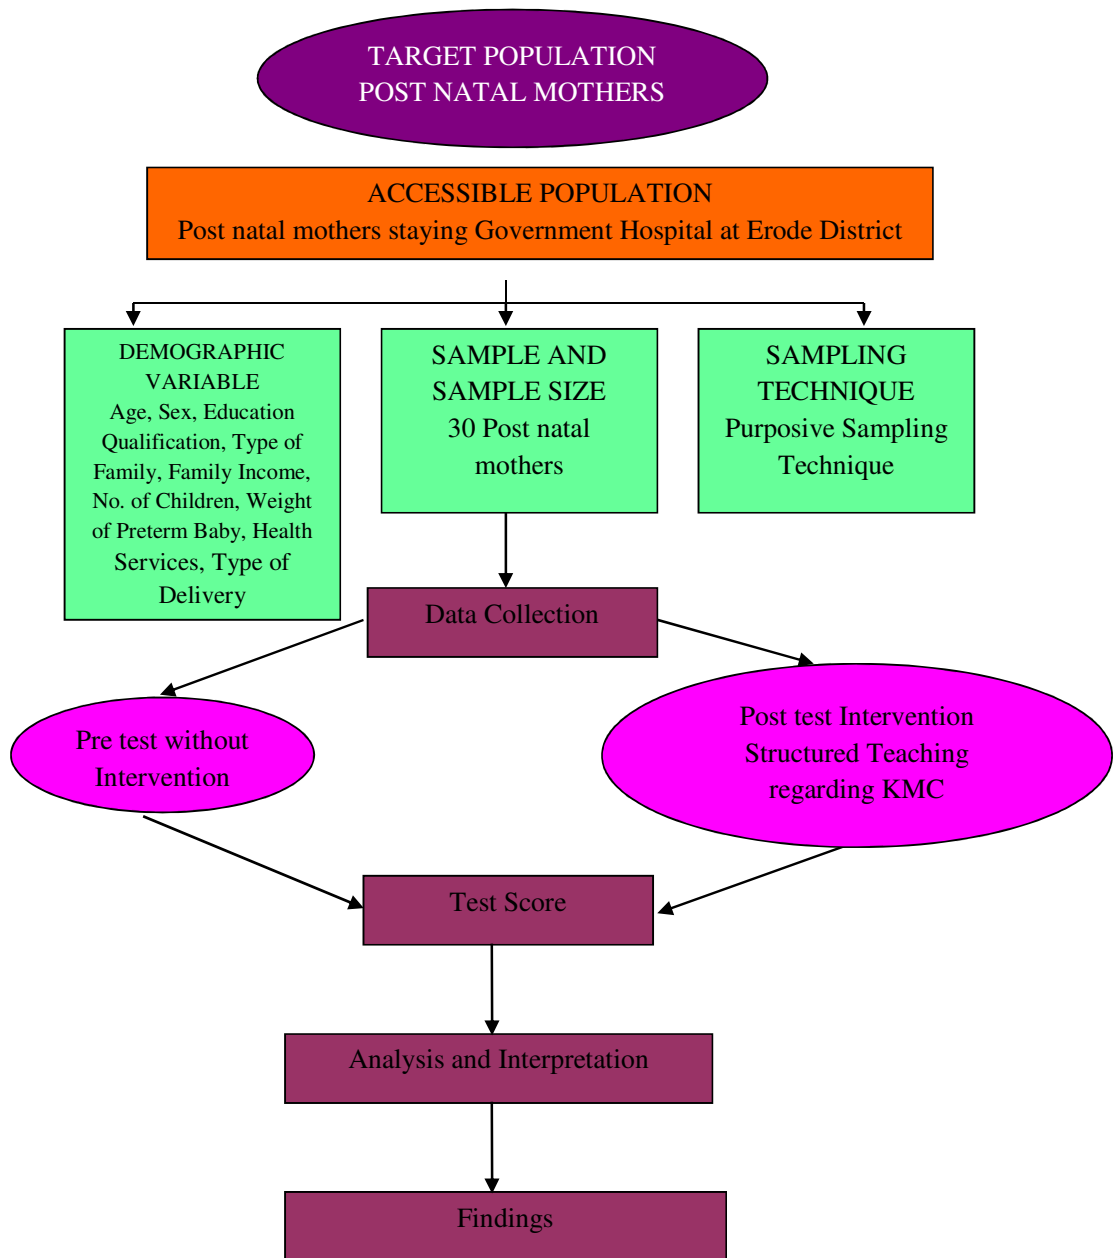 TARGET POPULATION
POST NATAL MOTHERS
ACCESSIBLE POPULATION
Post natal mothers staying Government Hospital at Erode District
DEMOGRAPHIC
VARIABLE
Age, Sex, Education
Qualification, Type of
Family, Family Income,
No. of Children, Weight
of Preterm Baby, Health
Services, Type of
Delivery
SAMPLE AND
SAMPLE SIZE
30 Post natal
mothers
SAMPLING
TECHNIQUE
Purposive Sampling
Technique
Data Collection
Pre test without
Intervention
Post test Intervention
Structured Teaching
regarding KMC
Test Score
Analysis and Interpretation
Findings